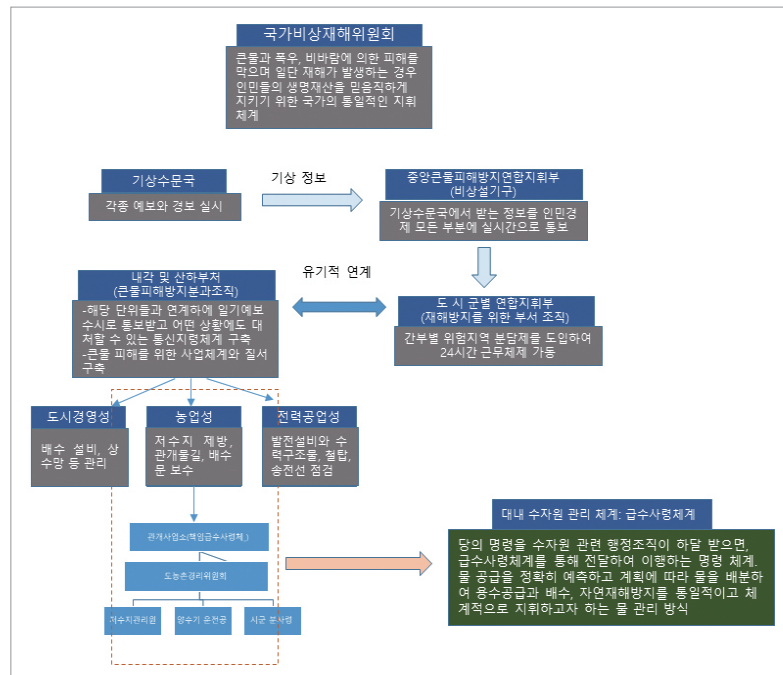 국가비상재해위원회
큰물과 폭우, 비바람에 의한 피해를
막으며 일단 재해가 발생하는 경우
인민들의 생명재산을 믿음직하게
지키기 위한 국가의 통일적인 지휘
체계
기상수문국
각종 예보와 경보 실시
기상 정보
중앙큰물피해방지연합지휘부
(비상설기구)
기상수문국에서 받는 정보를 인민경
제 모든 부분에 실시간으로 통보
내각 및 산하부처
(큰물피해방지분과조직)
-해당 단위들과 연계하에 일기예보
수시로 통보받고 어떤 상황에도 대
처할 수 있는 통신지령체계 구축
-큰물 피해를 위한 사업체계와 질서
구축
유기적 연계
도 시 군별 연합지휘부
(재해방지를 위한 부서 조직)
간부별 위험지역 분담제를 도입하여
24시간 근무체제 가동
도시경영성
배수 설비, 상
수망 등 관리
농업성
저수지 제방,
관개물길, 배수
문 보수
전력공업성
발전설비와 수
력구조물, 철탑,
송전선 점검
관개사업소(책임급수사령체.)
도농촌경리위원회
저수지관리원
양수기 운전공
시군 분사령
대내 수자원 관리 체계: 급수사령체계
당의 명령을 수자원 관련 행정조직이 하달 받으면,
급수사령체계를 통해 전달하여 이행하는 명령 체계.
물 공급을 정확히 예측하고 계획에 따라 물을 배분하
여 용수공급과 배수, 자연재해방지를 통일적이고 체
계적으로 지휘하고자 하는 물 관리 방식